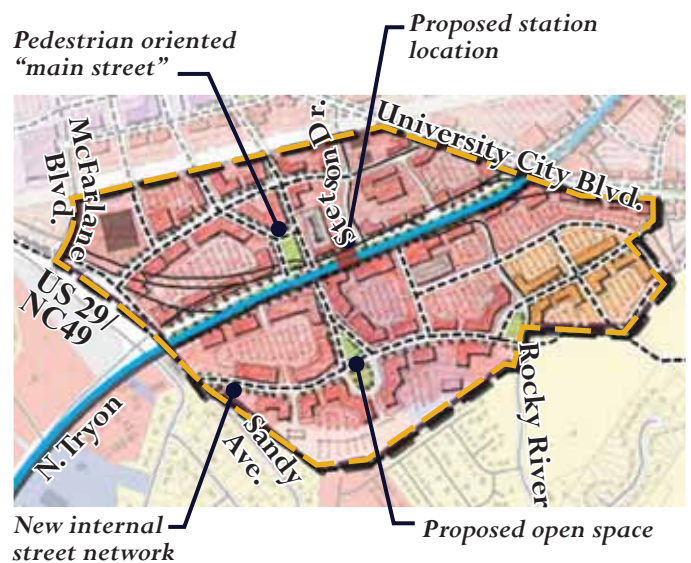 Pedestrian oriented
"main street"
Proposed station
location
McFarlane
Blvd.
Stetson Dr.
University City Blvd.
US 29/
NC49
N. Tryon
Sandy
Ave.
Rocky River
New internal
street network
Proposed open space